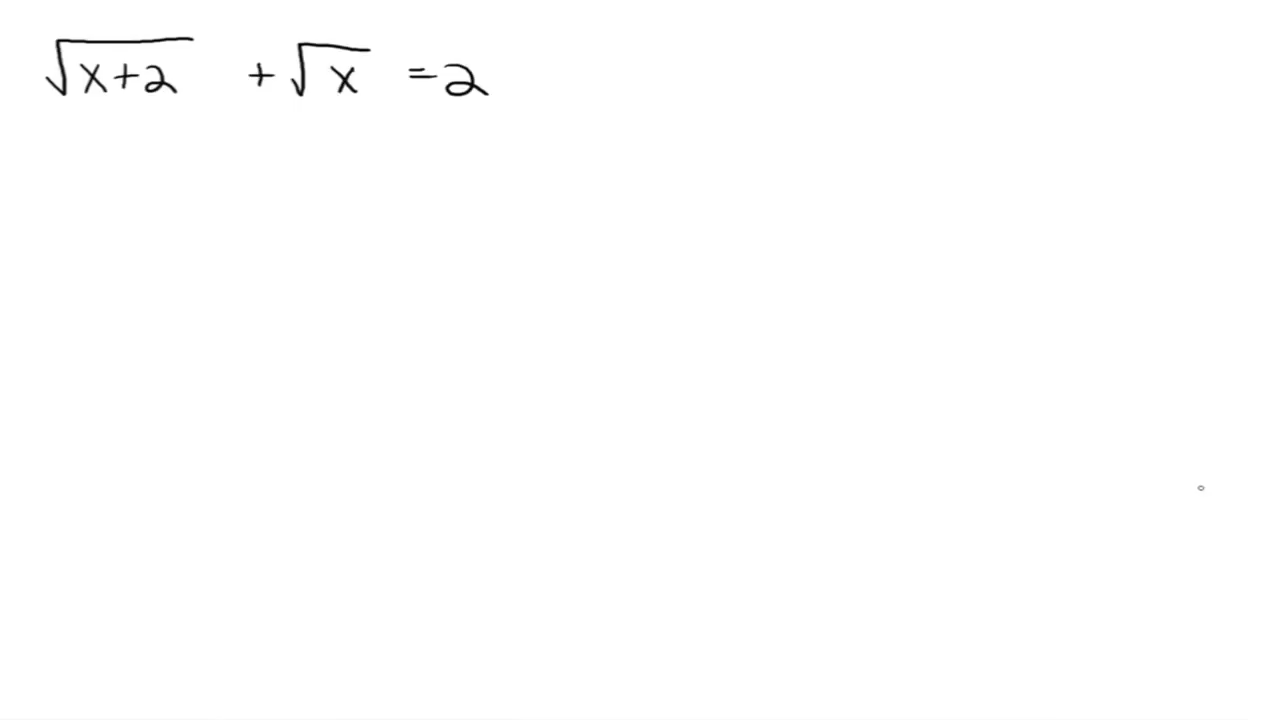 √(x+2) + √x = 2